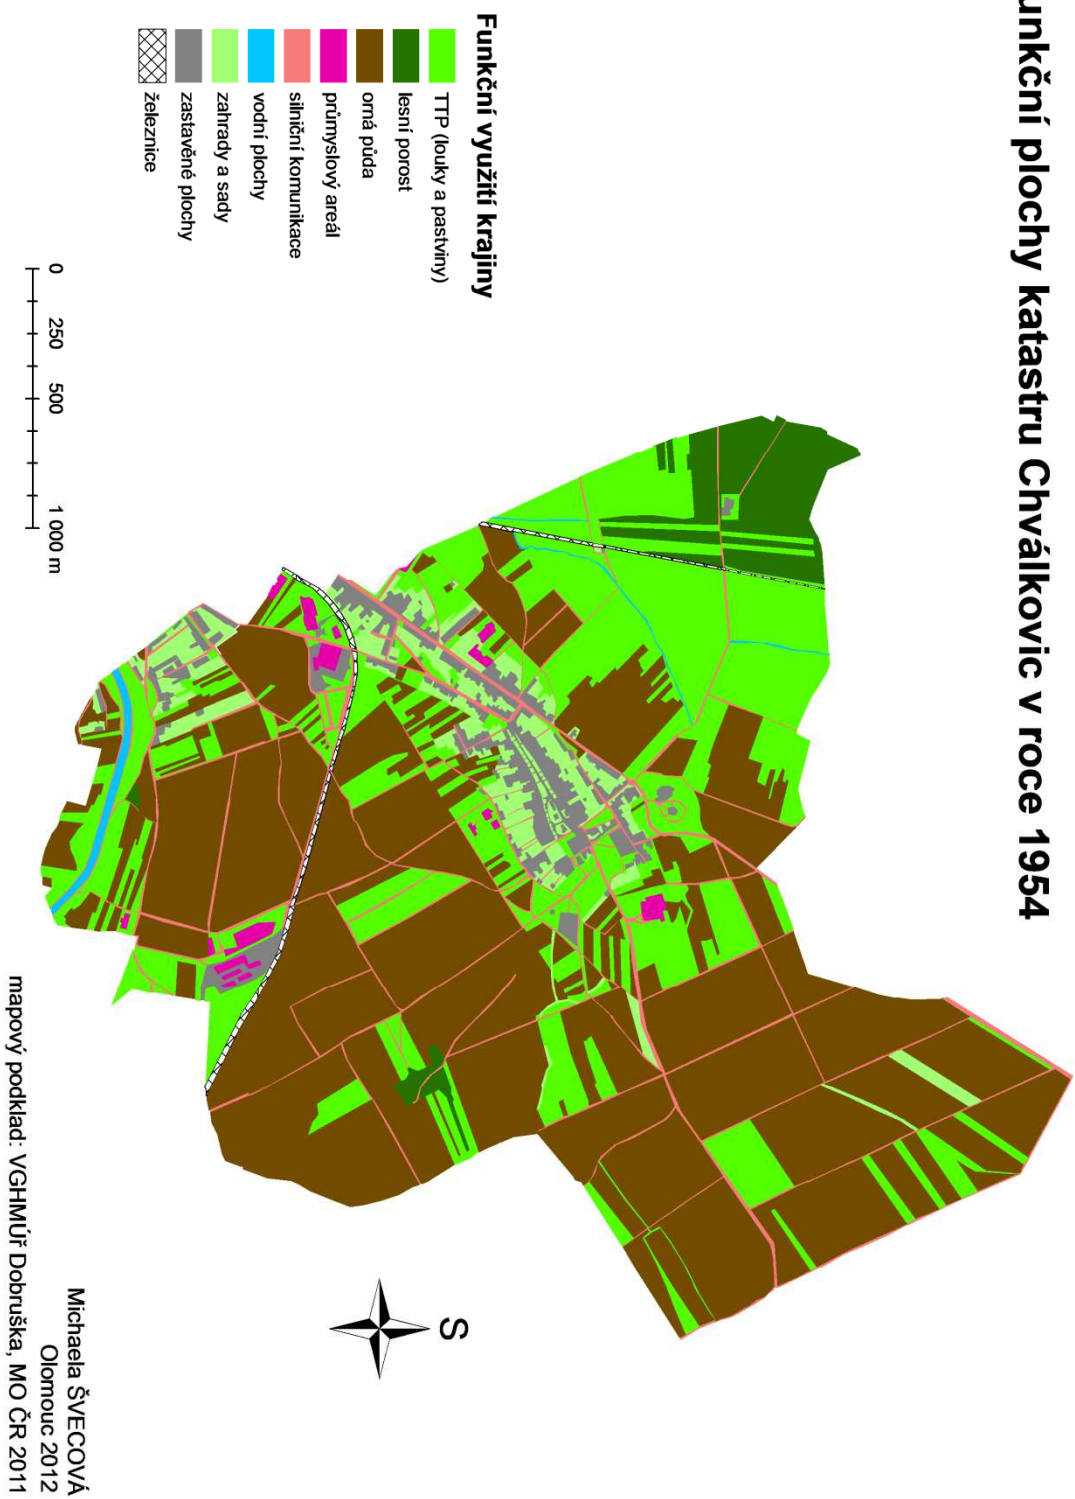 unkční plochy katastru Chválkovic v roce 1954
Funkční využití krajiny
TTP (louky a pastviny)
lesní porost
orná půda
průmyslový areál
silniční komunikace
vodní plochy
zahrady a sady
zastavěné plochy
železnice
0 250 500 1 000 m
S
Michaela ŠVECOVÁ
Olomouc 2012
mapový podklad: VGHMÚř Dobruška, MO ČR 2011